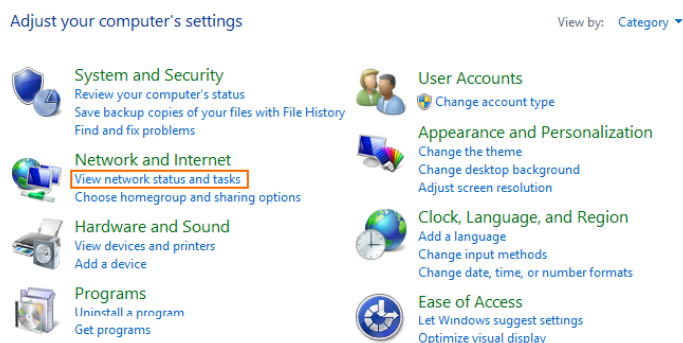 Adjust your computer's settings
View by: Category
System and Security
Review your computer's status
Save backup copies of your files with File History
Find and fix problems
Network and Internet
View network status and tasks
Choose homegroup and sharing options
Hardware and Sound
View devices and printers
Add a device
Programs
Uninstall a program
Get programs
User Accounts
Change account type
Appearance and Personalization
Change the theme
Change desktop background
Adjust screen resolution
Clock, Language, and Region
Add a language
Change input methods
Change date, time, or number formats
Ease of Access
Let Windows suggest settings
Optimize visual display